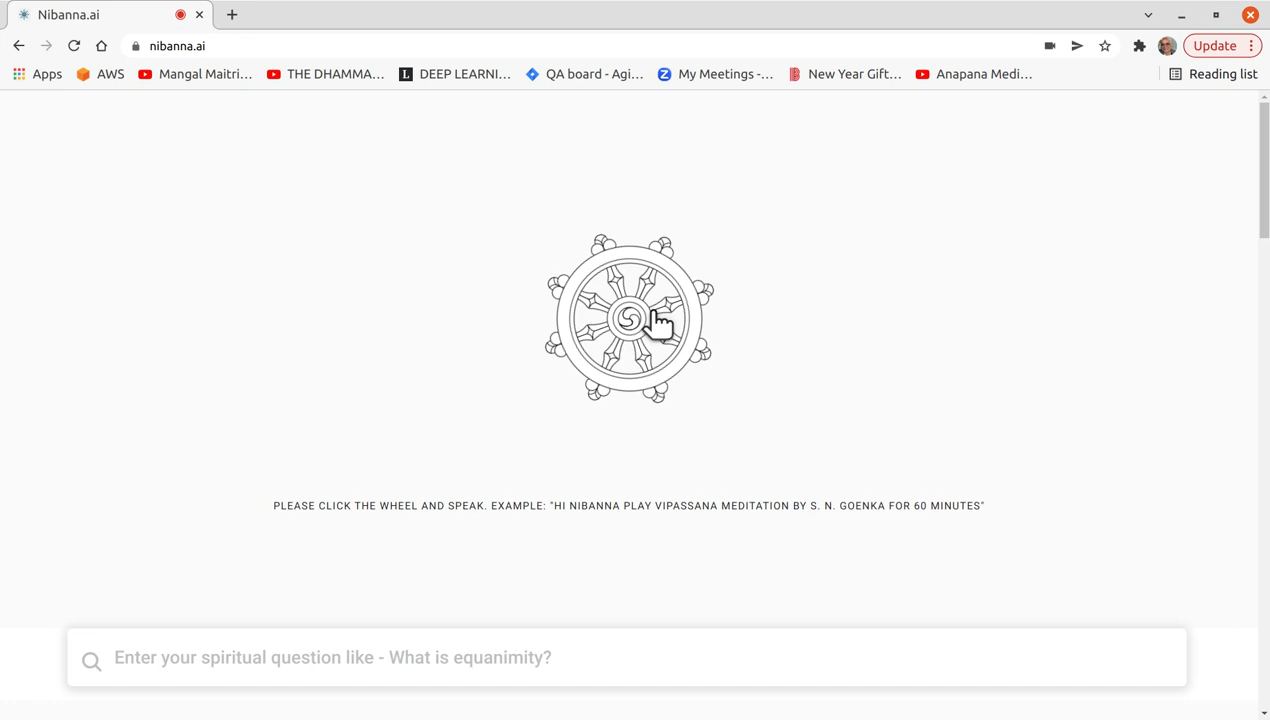 Nibanna.ai
nibanna.ai
Update
Apps AWS Mangal Maitri... THE DHAMMA... DEEP LEARNI... QA board - Agi... My Meetings -... New Year Gift... Anapana Medi... Reading list
PLEASE CLICK THE WHEEL AND SPEAK. EXAMPLE: "HI NIBANNA PLAY VIPASSANA MEDITATION BY S. N. GOENKA FOR 60 MINUTES"
Enter your spiritual question like - What is equanimity?